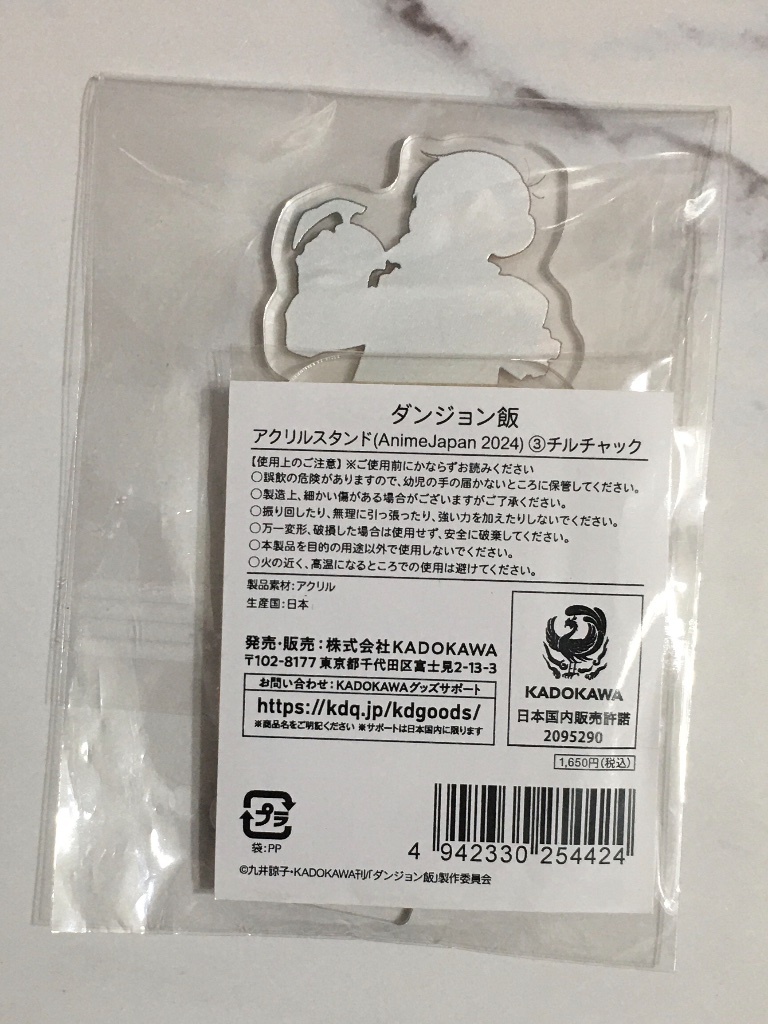 ダンジョン飯
アクリルスタンド(AnimeJapan 2024) ③チルチャック
【使用上のご注意】 ※ご使用前にかならずお読みください
○誤飲の危険がありますので、幼児の手の届かないところに保管してください。
○製造上、細かい傷がある場合がございますがご了承ください。
○振り回したり、無理に引っ張ったり、強い力を加えたりしないでください。
○万一変形、破損した場合は使用せず、安全に破棄してください。
○本製品を目的の用途以外で使用しないでください。
○火の近く、高温になるところでの使用は避けてください。
製品素材:アクリル
生産国:日本
発売・販売:株式会社KADOKAWA
〒102-8177 東京都千代田区富士見2-13-3
お問い合わせ:KADOKAWAグッズサポート
https://kdq.jp/kdgoods/
※商品名をご明記ください ※サポートは日本国内に限ります
KADOKAWA
日本国内販売許諾
2095290
1,650円(税込)
プラ
袋:PP
4 942330 254424
©九井諒子・KADOKAWA刊/「ダンジョン飯」製作委員会